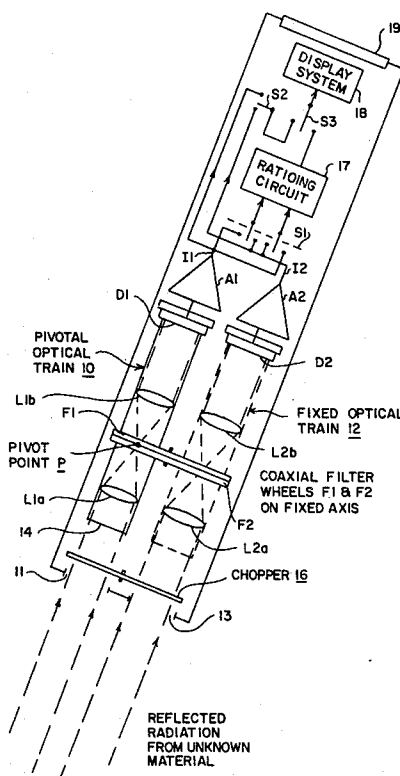 19
DISPLAY
SYSTEM
18
S2
S3
RATIOING
CIRCUIT
17
S1
I1
I2
A1
A2
D1
D2
PIVOTAL
OPTICAL
TRAIN 10
FIXED OPTICAL
TRAIN 12
L1b
F1
L2b
PIVOT
POINT P
COAXIAL FILTER
WHEELS F1 & F2
ON FIXED AXIS
L1a
F2
14
L2a
CHOPPER 16
11
13
REFLECTED
RADIATION
FROM UNKNOWN
MATERIAL